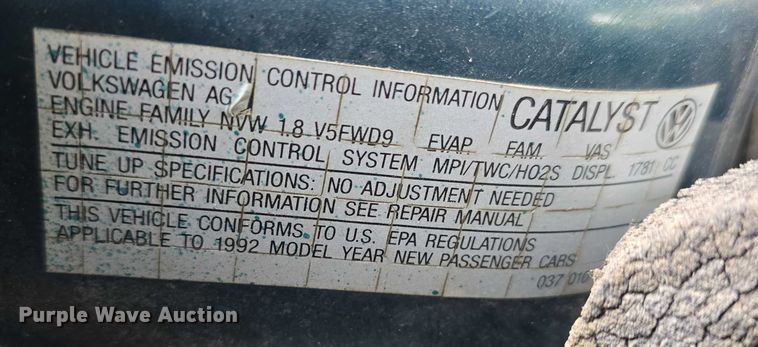 VEHICLE EMISSION CONTROL INFORMATION CATALYST
VOLKSWAGEN AG
ENGINE FAMILY NVW 1.8 V5FWD9 EVAP. FAM. VAS
EXH. EMISSION CONTROL SYSTEM MPI/TWC/HO2S DISPL. 1781 CC
TUNE UP SPECIFICATIONS: NO ADJUSTMENT NEEDED
FOR FURTHER INFORMATION SEE REPAIR MANUAL
THIS VEHICLE CONFORMS TO U.S. EPA REGULATIONS
APPLICABLE TO 1992 MODEL YEAR NEW PASSENGER CARS
037 016
Purple Wave Auction